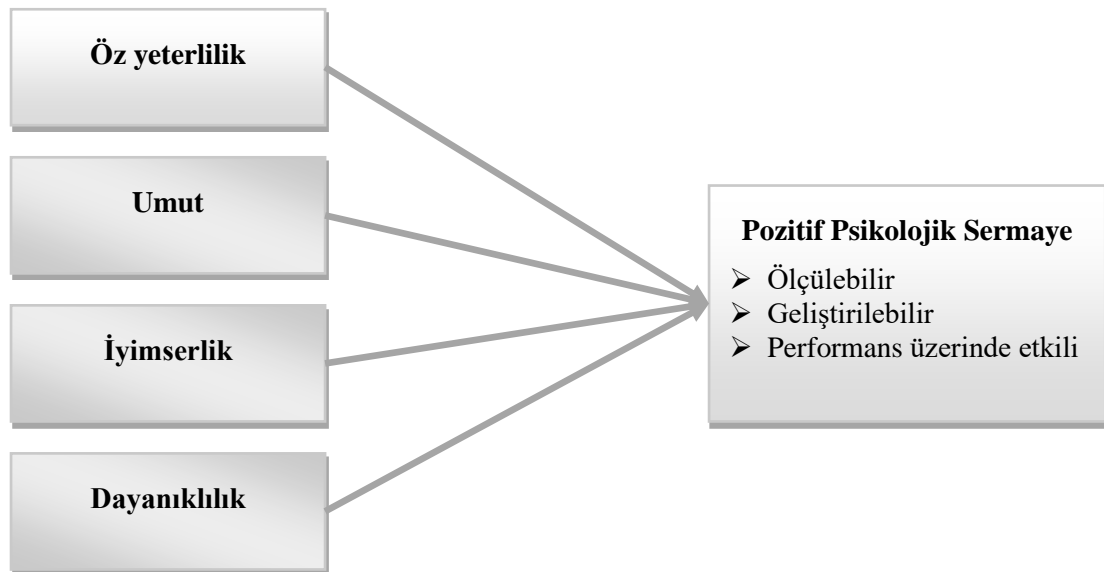 Öz yeterlilik
Umut
İyimserlik
Dayanıklılık
Pozitif Psikolojik Sermaye
➢ Ölçülebilir
➢ Geliştirilebilir
➢ Performans üzerinde etkili